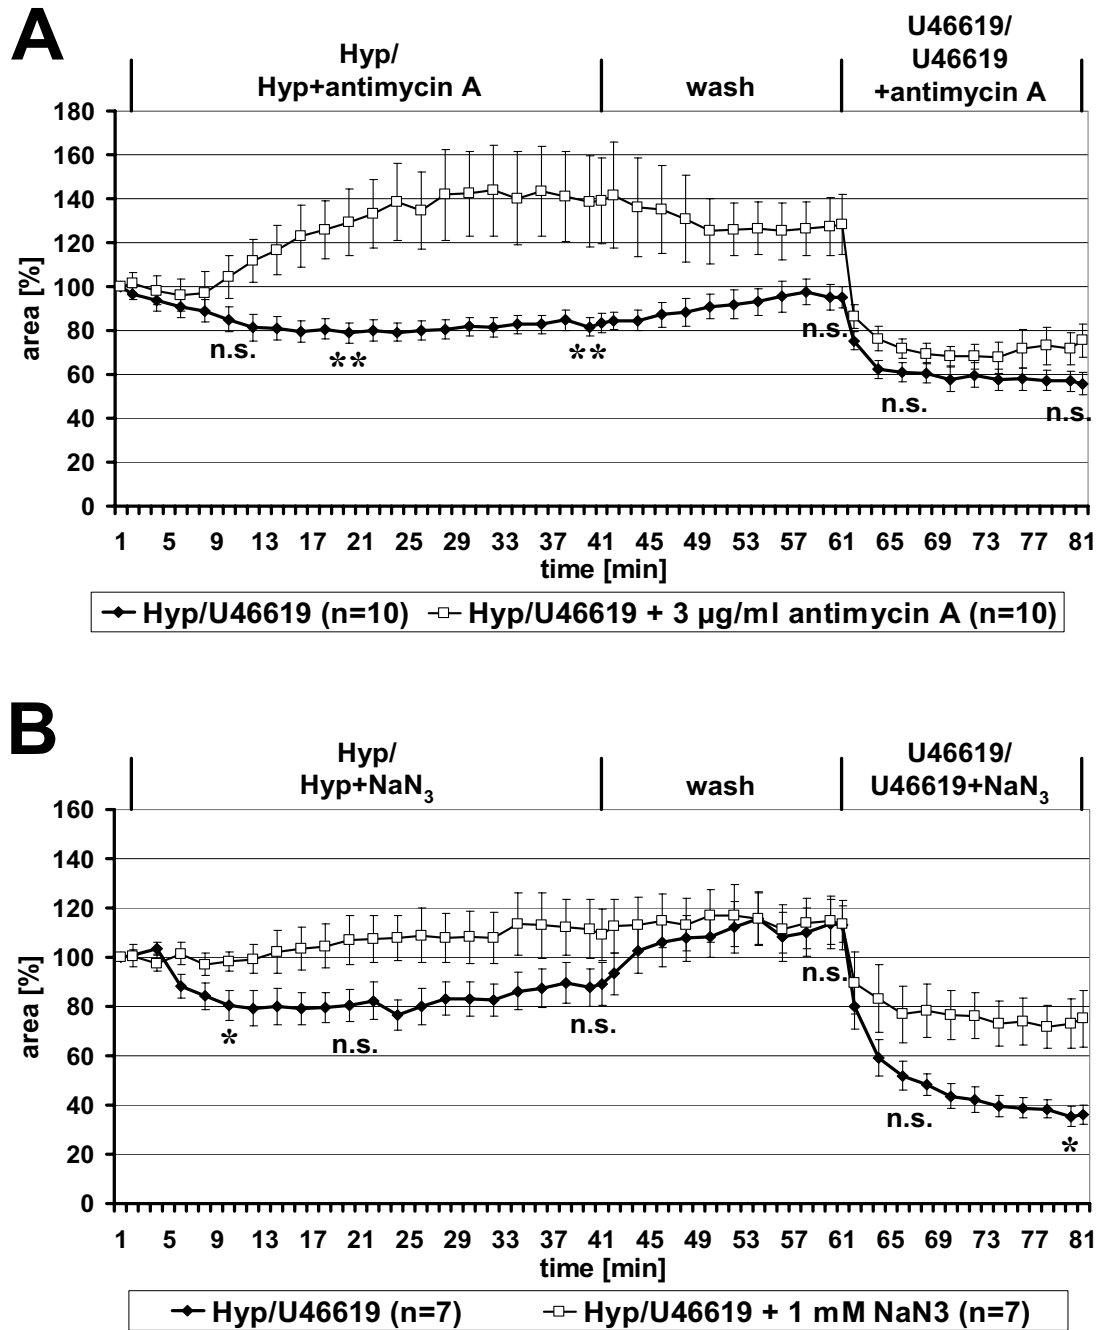 A
Hyp/
Hyp+antimycin A
wash
U46619/
U46619
+antimycin A
180
160
140
120
100
80
60
40
20
0
area [%]
n.s.
**
**
n.s.
n.s.
n.s.
1 5 9 13 17 21 25 29 33 37 41 45 49 53 57 61 65 69 73 77 81
time [min]
Hyp/U46619 (n=10) Hyp/U46619 + 3 µg/ml antimycin A (n=10)
B
Hyp/
Hyp+NaN3
wash
U46619/
U46619+NaN3
160
140
120
100
80
60
40
20
0
area [%]
*
n.s.
n.s.
n.s.
n.s.
*
1 5 9 13 17 21 25 29 33 37 41 45 49 53 57 61 65 69 73 77 81
time [min]
Hyp/U46619 (n=7) Hyp/U46619 + 1 mM NaN3 (n=7)